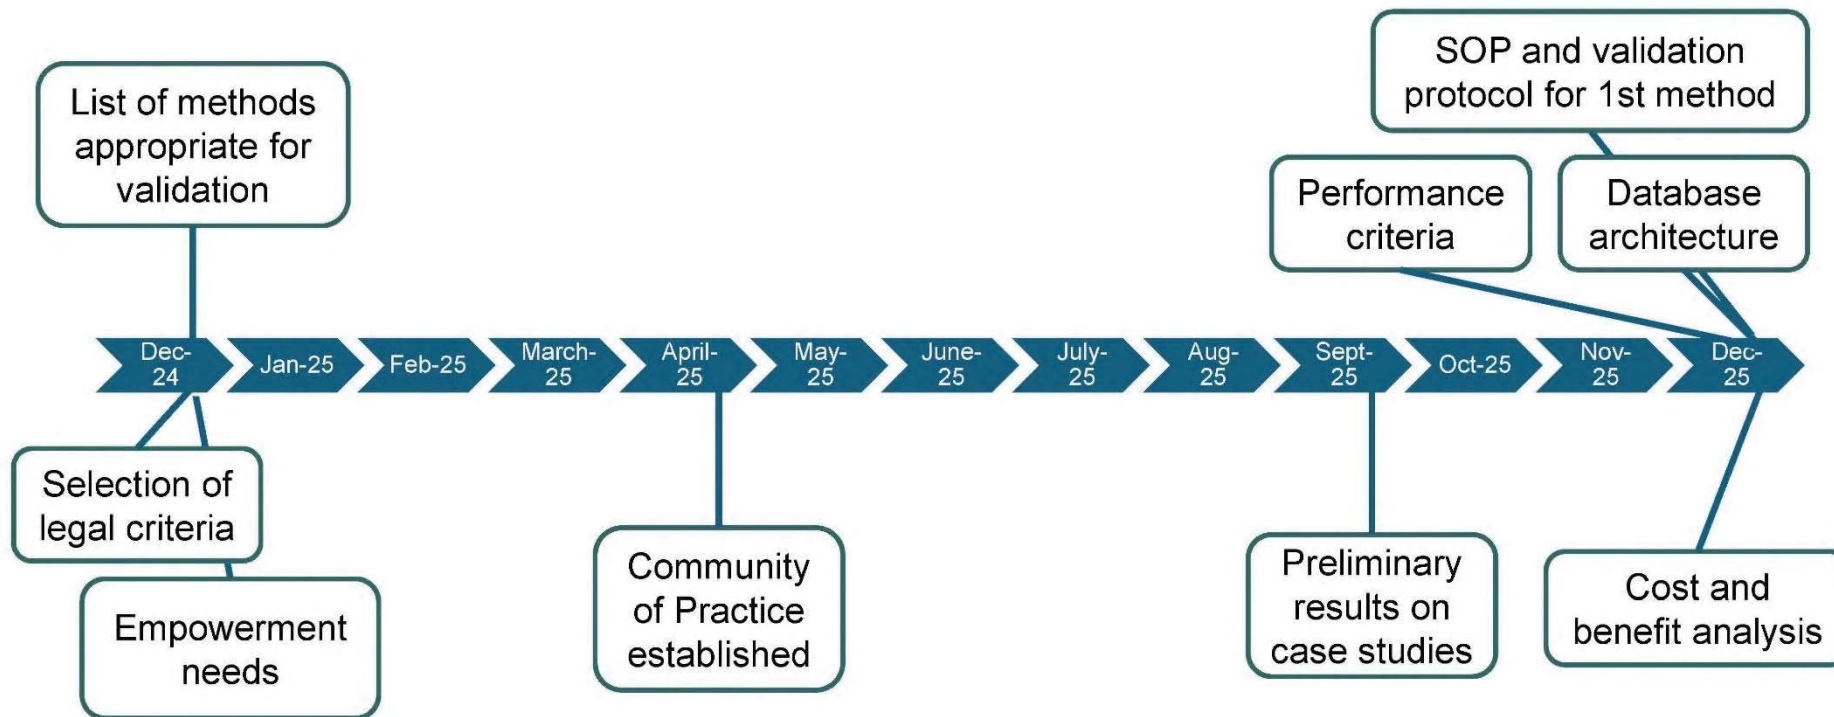 SOP and validation
protocol for 1st method
List of methods
appropriate for
validation
Performance
criteria
Database
architecture
Dec-
24
Jan-25
Feb-25
March-
25
April-
25
May-
25
June-
25
July-
25
Aug-
25
Sept-
25
Oct-25
Nov-
25
Dec-
25
Selection of
legal criteria
Empowerment
needs
Community
of Practice
established
Preliminary
results on
case studies
Cost and
benefit analysis